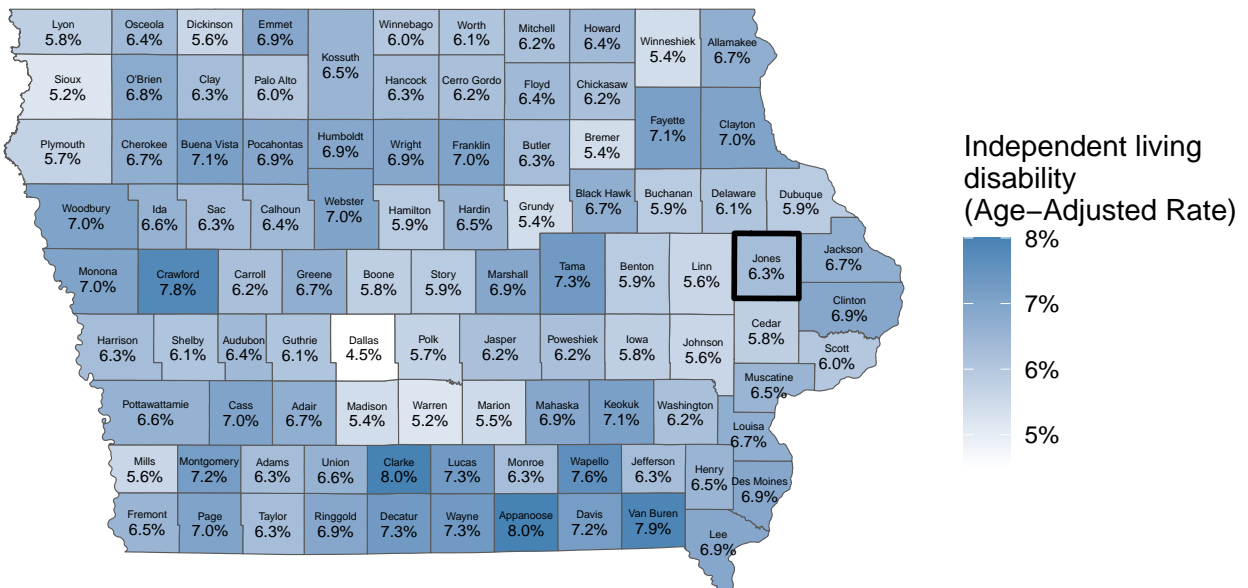 Lyon
5.8%
Osceola
6.4%
Dickinson
5.6%
Emmet
6.9%
Kossuth
6.5%
Winnebago
6.0%
Worth
6.1%
Mitchell
6.2%
Howard
6.4%
Winneshiek
5.4%
Allamakee
6.7%
Sioux
5.2%
O'Brien
6.8%
Clay
6.3%
Palo Alto
6.0%
Hancock
6.3%
Cerro Gordo
6.2%
Floyd
6.4%
Chickasaw
6.2%
Fayette
7.1%
Clayton
7.0%
Plymouth
5.7%
Cherokee
6.7%
Buena Vista
7.1%
Pocahontas
6.9%
Humboldt
6.9%
Wright
6.9%
Franklin
7.0%
Butler
6.3%
Bremer
5.4%
Woodbury
7.0%
Ida
6.6%
Sac
6.3%
Calhoun
6.4%
Webster
7.0%
Hamilton
5.9%
Hardin
6.5%
Grundy
5.4%
Black Hawk
6.7%
Buchanan
5.9%
Delaware
6.1%
Dubuque
5.9%
Monona
7.0%
Crawford
7.8%
Carroll
6.2%
Greene
6.7%
Boone
5.8%
Story
5.9%
Marshall
6.9%
Tama
7.3%
Benton
5.9%
Linn
5.6%
Jones
6.3%
Jackson
6.7%
Clinton
6.9%
Harrison
6.3%
Shelby
6.1%
Audubon
6.4%
Guthrie
6.1%
Dallas
4.5%
Polk
5.7%
Jasper
6.2%
Poweshiek
6.2%
Iowa
5.8%
Johnson
5.6%
Cedar
5.8%
Scott
6.0%
Muscatine
6.5%
Pottawattamie
6.6%
Cass
7.0%
Adair
6.7%
Madison
5.4%
Warren
5.2%
Marion
5.5%
Mahaska
6.9%
Keokuk
7.1%
Washington
6.2%
Louisa
6.7%
Mills
5.6%
Montgomery
7.2%
Adams
6.3%
Union
6.6%
Clarke
8.0%
Lucas
7.3%
Monroe
6.3%
Wapello
7.6%
Jefferson
6.3%
Henry
6.5%
Des Moines
6.9%
Fremont
6.5%
Page
7.0%
Taylor
6.3%
Ringgold
6.9%
Decatur
7.3%
Wayne
7.3%
Appanoose
8.0%
Davis
7.2%
Van Buren
7.9%
Lee
6.9%
Independent living
disability
(Age−Adjusted Rate)
8%
7%
6%
5%